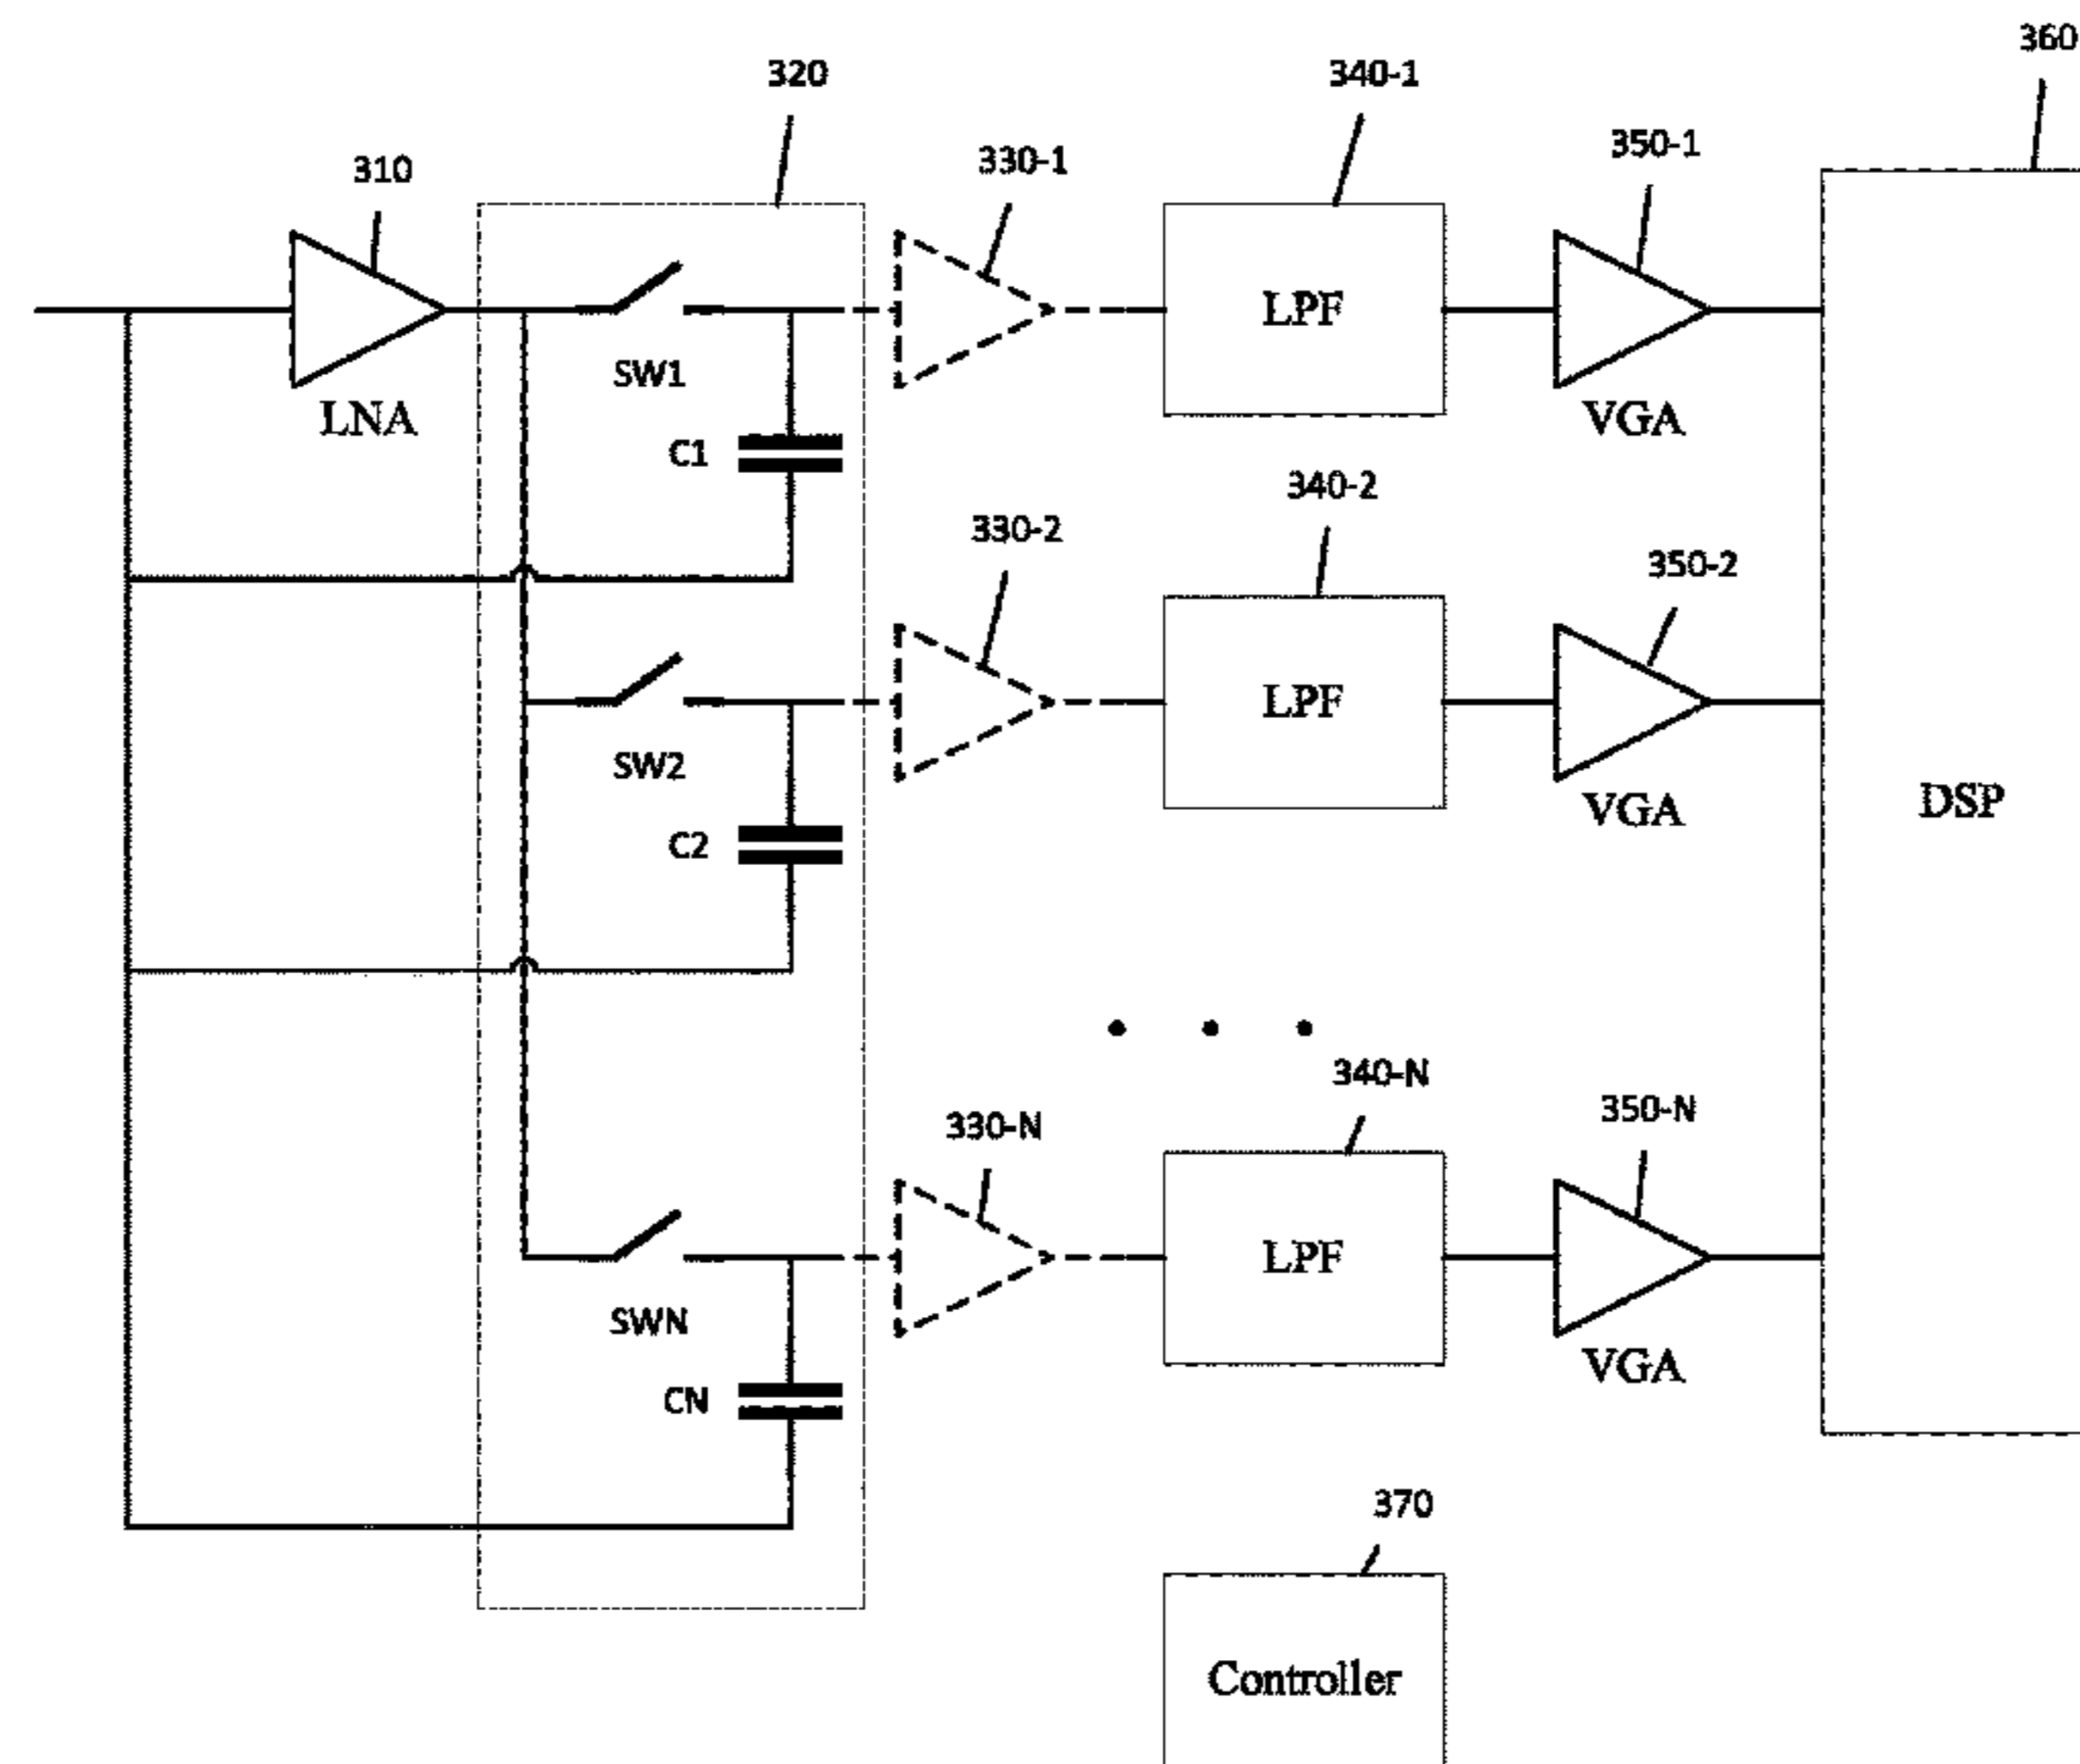 360
320
340-1
350-1
330-1
310
LPF
SW1
LNA
VGA
C1
340-2
330-2
350-2
LPF
SW2
VGA
DSP
C2
340-N
350-N
330-N
LPF
SWN
VGA
CN
370
Controller